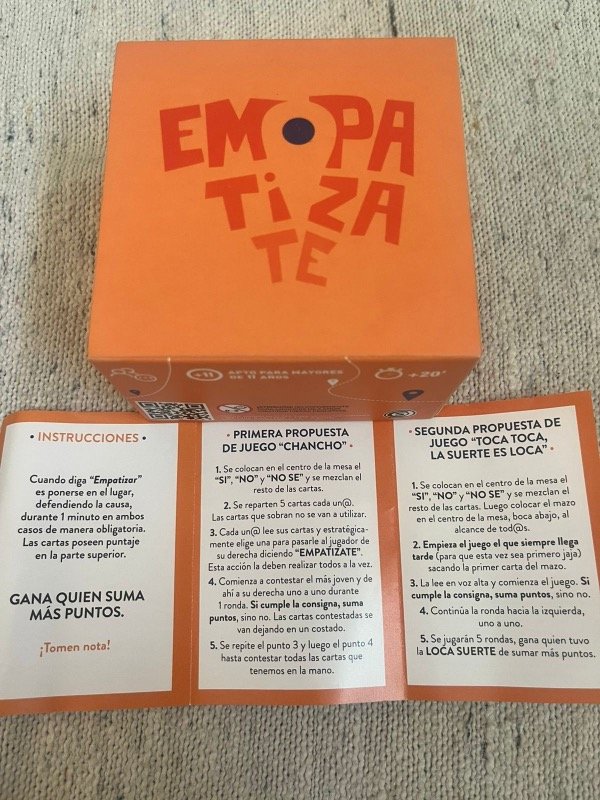 EMOPA
TiZA
TE
+11
APTO PARA MAYORES
DE 11 AÑOS
+20'
• INSTRUCCIONES •
Cuando diga “Empatizar”
es ponerse en el lugar,
defendiendo la causa,
durante 1 minuto en ambos
casos de manera obligatoria.
Las cartas poseen puntaje
en la parte superior.
GANA QUIEN SUMA
MÁS PUNTOS.
¡Tomen nota!
• PRIMERA PROPUESTA
DE JUEGO “CHANCHO” •
1. Se colocan en el centro de la mesa el
“SI”, “NO” y “NO SE” y se mezclan el
resto de las cartas.
2. Se reparten 5 cartas cada un@.
Las cartas que sobran no se van a utilizar.
3. Cada un@ lee sus cartas y estratégica-
mente elige una para pasarle al jugador de
su derecha diciendo “EMPATÍZATE”.
Esta acción la deben realizar todos a la vez.
4. Comienza a contestar el más joven y de
ahí a su derecha uno a uno durante
1 ronda. Si cumple la consigna, suma
puntos, sino no. Las cartas contestadas se
van dejando en un costado.
5. Se repite el punto 3 y luego el punto 4
hasta contestar todas las cartas que
tenemos en la mano.
• SEGUNDA PROPUESTA DE
JUEGO “TOCA TOCA,
LA SUERTE ES LOCA” •
1. Se colocan en el centro de la mesa el
“SI”, “NO” y “NO SE” y se mezclan el
resto de las cartas. Luego colocar el mazo
en el centro de la mesa, boca abajo, al
alcance de tod@s.
2. Empieza el juego el que siempre llega
tarde (para que esta vez sea primero jaja)
sacando la primer carta del mazo.
3. La lee en voz alta y comienza el juego. Si
cumple la consigna, suma puntos, sino no.
4. Continúa la ronda hacia la izquierda,
uno a uno.
5. Se jugarán 5 rondas, gana quien tuvo
la LOCA SUERTE de sumar más puntos.